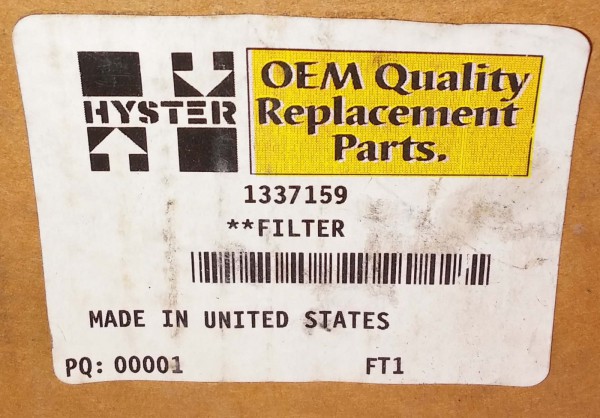 HYSTER
OEM Quality
Replacement
Parts.
1337159
**FILTER
MADE IN UNITED STATES
PQ: 00001
FT1